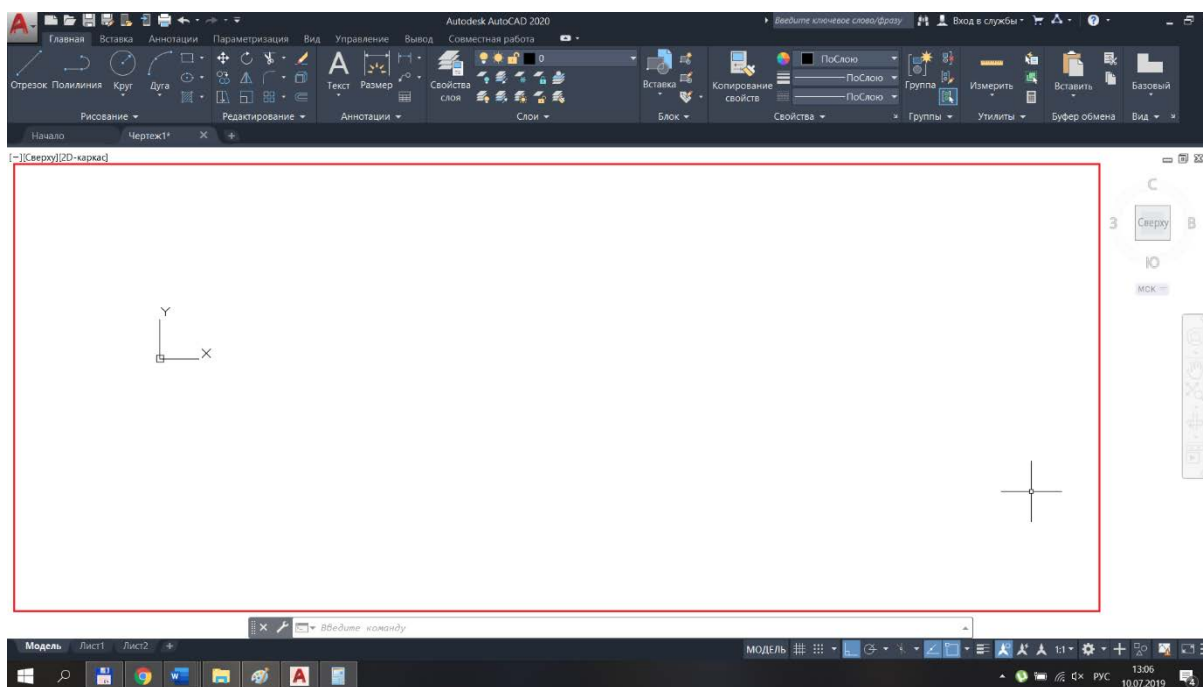 Autodesk AutoCAD 2020
Введите ключевое слово/фразу
Вход в службы
Главная Вставка Аннотации Параметризация Вид Управление Вывод Совместная работа
0
ПоСлою
ПоСлою
ПоСлою
Отрезок Полилиния Круг Дуга
Текст Размер
Свойства слоя
Вставка
Копирование свойств
Группа
Измерить
Вставить
Базовый
Рисование
Редактирование
Аннотации
Слои
Блок
Свойства
Группы
Утилиты
Буфер обмена
Вид
Начало
Чертеж1*
[−][Сверху][2D-каркас]
С
З
Сверху
В
Ю
МСК
Y
X
Введите команду
Модель Лист1 Лист2
МОДЕЛЬ
1:1
РУС
13:06
10.07.2019